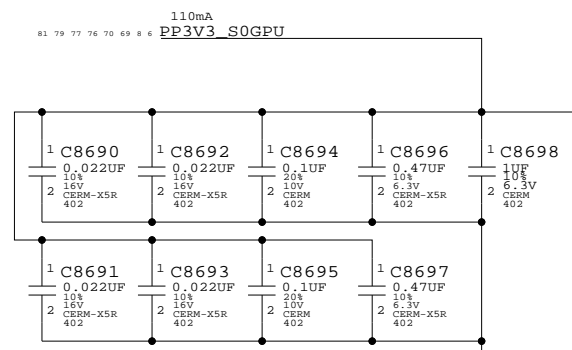 110mA
81 79 77 76 70 69 8 6 PP3V3_S0GPU
1 C8690
0.022UF
10%
16V
2 CERM-X5R
402
1 C8692
0.022UF
10%
16V
2 CERM-X5R
402
1 C8694
0.1UF
20%
10V
2 CERM
402
1 C8696
0.47UF
10%
6.3V
2 CERM-X5R
402
1 C8698
1UF
10%
6.3V
2 CERM
402
1 C8691
0.022UF
10%
16V
2 CERM-X5R
402
1 C8693
0.022UF
10%
16V
2 CERM-X5R
402
1 C8695
0.1UF
20%
10V
2 CERM
402
1 C8697
0.47UF
10%
6.3V
2 CERM-X5R
402